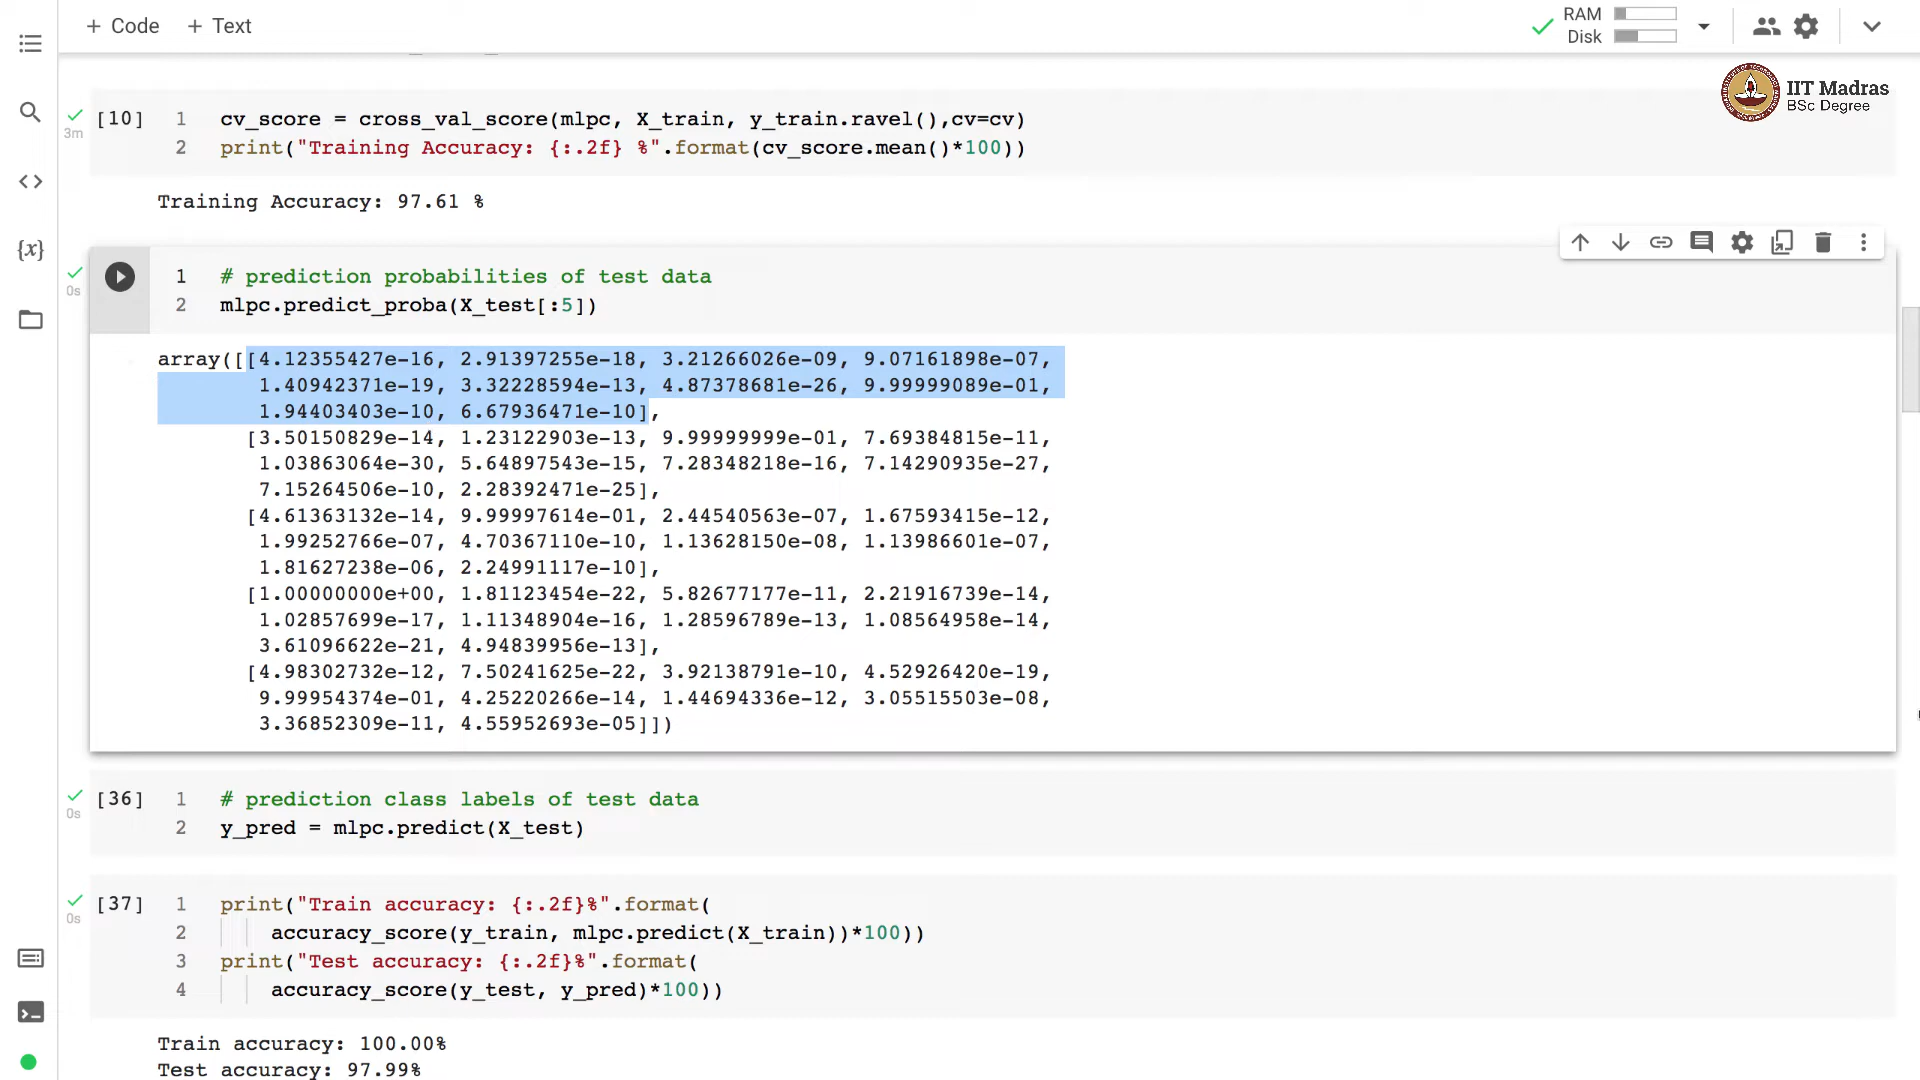 + Code + Text
RAM
Disk
IIT Madras
BSc Degree
[10] 1 cv_score = cross_val_score(mlpc, X_train, y_train.ravel(),cv=cv)
3m
2 print("Training Accuracy: {:.2f} %".format(cv_score.mean()*100))
Training Accuracy: 97.61 %
{x}
1 # prediction probabilities of test data
0s
2 mlpc.predict_proba(X_test[:5])
array([[4.12355427e-16, 2.91397255e-18, 3.21266026e-09, 9.07161898e-07,
1.40942371e-19, 3.32228594e-13, 4.87378681e-26, 9.99999089e-01,
1.94403403e-10, 6.67936471e-10],
[3.50150829e-14, 1.23122903e-13, 9.99999999e-01, 7.69384815e-11,
1.03863064e-30, 5.64897543e-15, 7.28348218e-16, 7.14290935e-27,
7.15264506e-10, 2.28392471e-25],
[4.61363132e-14, 9.99997614e-01, 2.44540563e-07, 1.67593415e-12,
1.99252766e-07, 4.70367110e-10, 1.13628150e-08, 1.13986601e-07,
1.81627238e-06, 2.24991117e-10],
[1.00000000e+00, 1.81123454e-22, 5.82677177e-11, 2.21916739e-14,
1.02857699e-17, 1.11348904e-16, 1.28596789e-13, 1.08564958e-14,
3.61096622e-21, 4.94839956e-13],
[4.98302732e-12, 7.50241625e-22, 3.92138791e-10, 4.52926420e-19,
9.99954374e-01, 4.25220266e-14, 1.44694336e-12, 3.05515503e-08,
3.36852309e-11, 4.55952693e-05]])
[36] 1 # prediction class labels of test data
0s
2 y_pred = mlpc.predict(X_test)
[37] 1 print("Train accuracy: {:.2f}%".format(
0s
2 accuracy_score(y_train, mlpc.predict(X_train))*100))
3 print("Test accuracy: {:.2f}%".format(
4 accuracy_score(y_test, y_pred)*100))
Train accuracy: 100.00%
Test accuracy: 97.99%